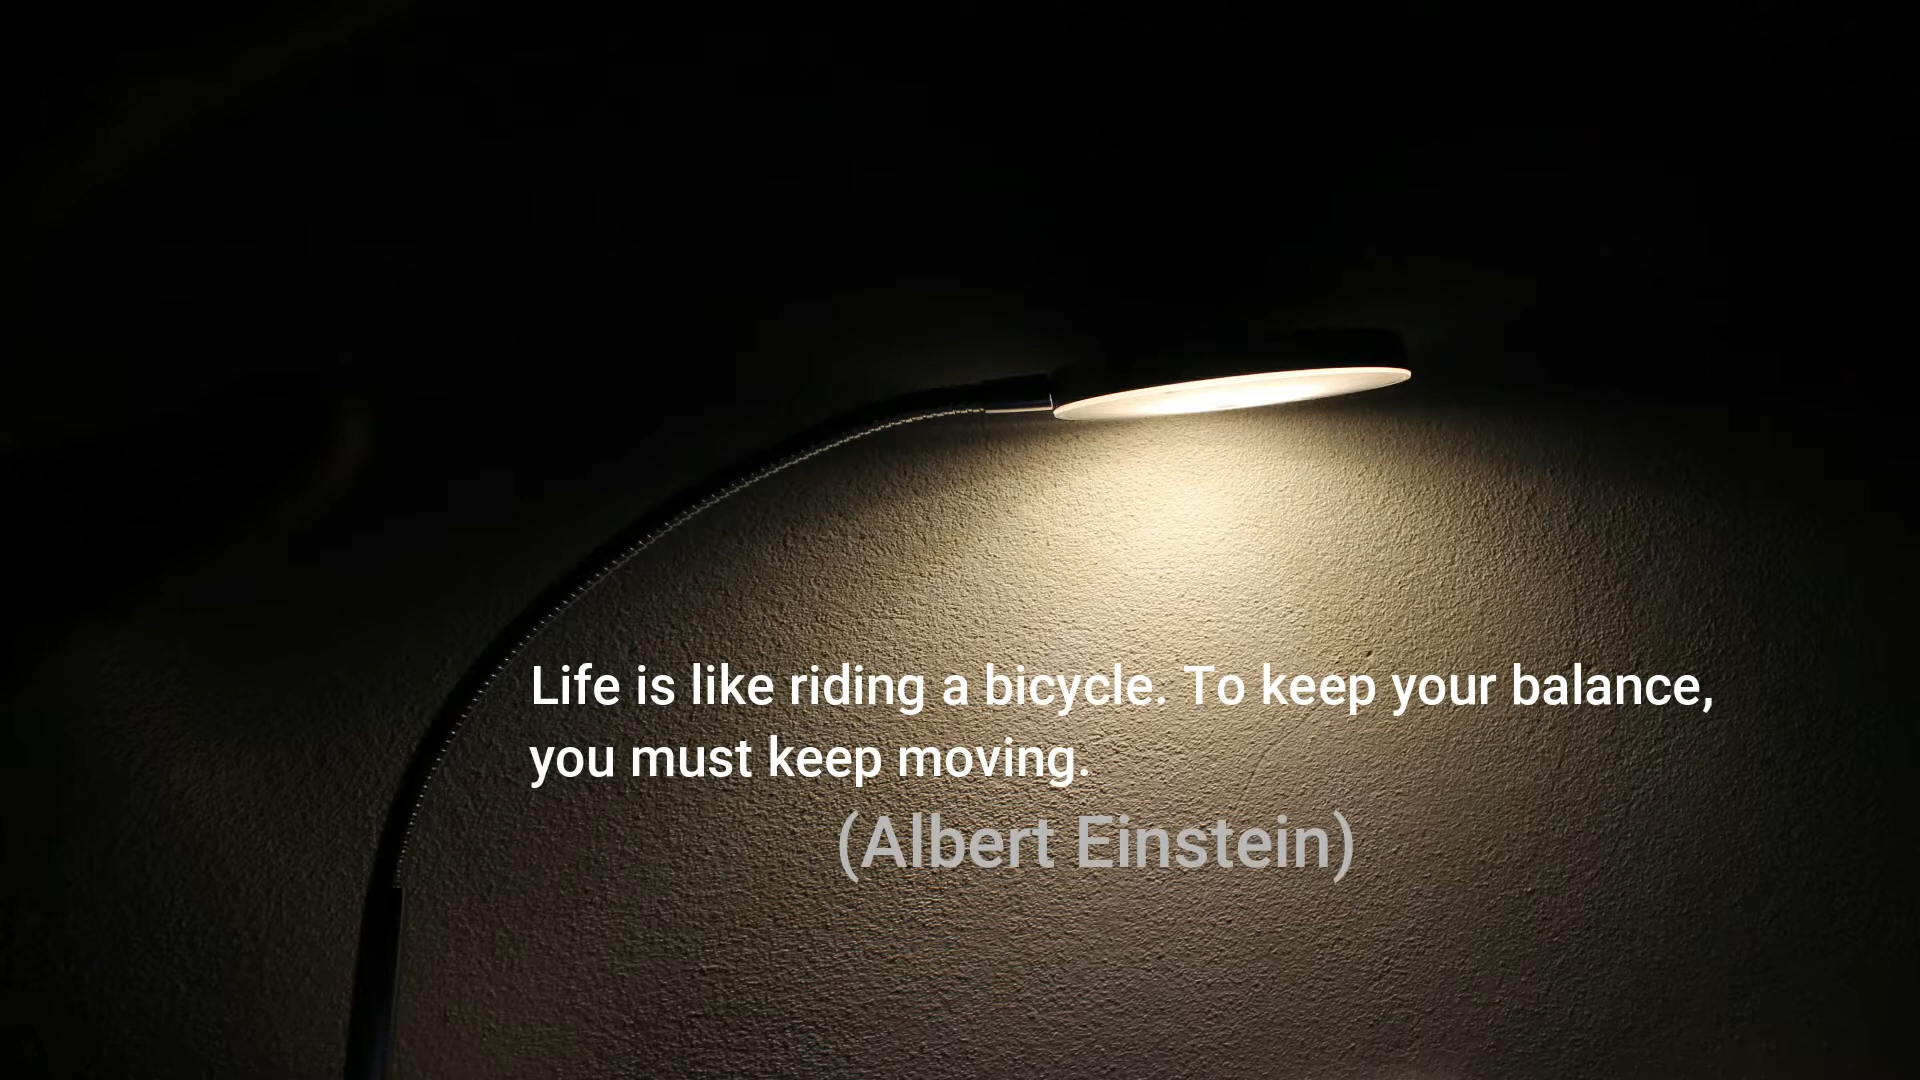 Life is like riding a bicycle. To keep your balance,
you must keep moving.
(Albert Einstein)